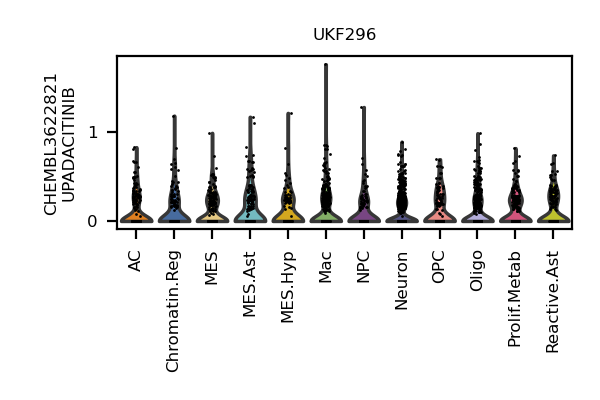 UKF296
CHEMBL3622821
UPADACITINIB
1
0
AC
Chromatin.Reg
MES
MES.Ast
MES.Hyp
Mac
NPC
Neuron
OPC
Oligo
Prolif.Metab
Reactive.Ast